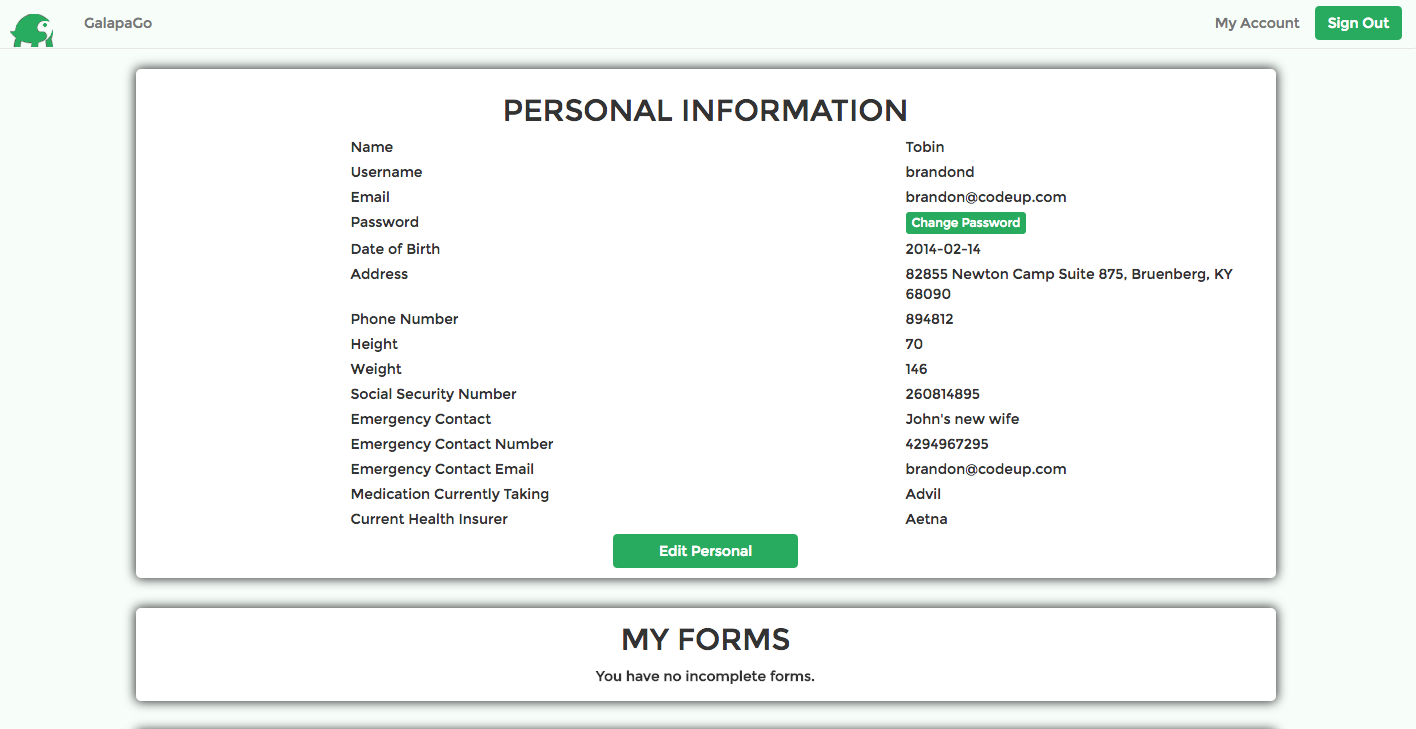 GalapaGo
My Account
Sign Out
PERSONAL INFORMATION
Name Tobin
Username brandond
Email brandon@codeup.com
Password Change Password
Date of Birth 2014-02-14
Address 82855 Newton Camp Suite 875, Bruenberg, KY
68090
Phone Number 894812
Height 70
Weight 146
Social Security Number 260814895
Emergency Contact John's new wife
Emergency Contact Number 4294967295
Emergency Contact Email brandon@codeup.com
Medication Currently Taking Advil
Current Health Insurer Aetna
Edit Personal
MY FORMS
You have no incomplete forms.